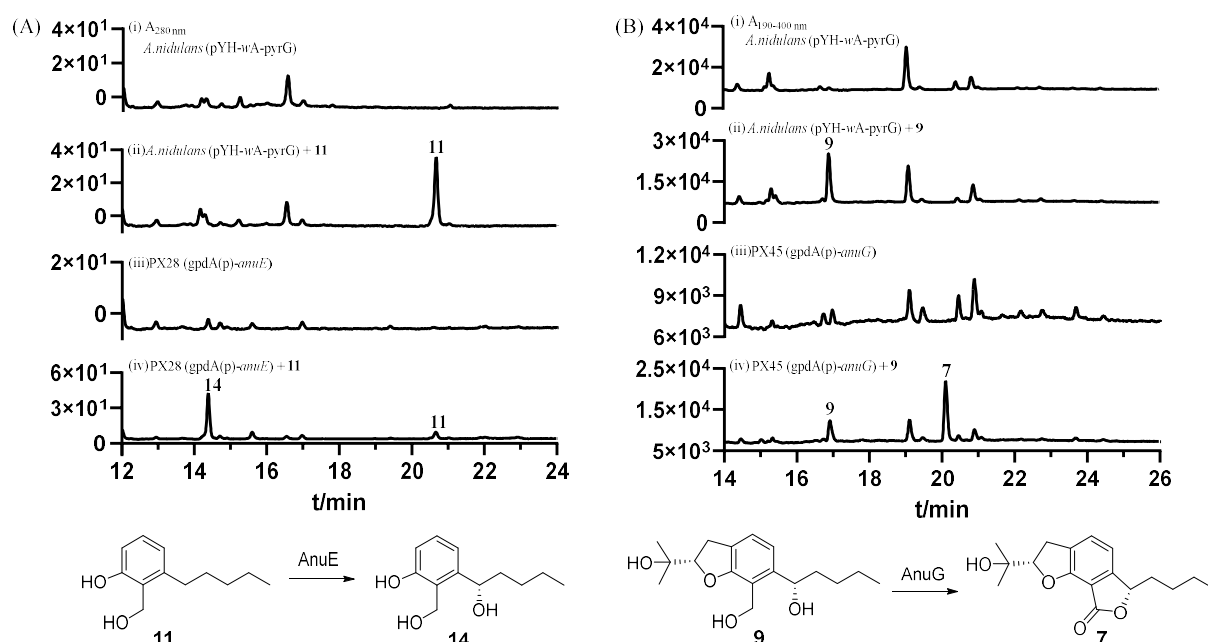 (A)
(i) A280 nm
A.nidulans (pYH-wA-pyrG)
4×10¹
0
(ii) A.nidulans (pYH-wA-pyrG) + 11
11
4×10¹
2×10¹
0
(iii)PX28 (gpdA(p)-anuE)
2×10¹
0
(iv)PX28 (gpdA(p)-anuE) + 11
14
11
6×10¹
3×10¹
0
12 14 16 18 20 22 24
t/min
HO
HO
11
AnuE
HO
HO
OH
14
(B)
(i) A190-400 nm
A.nidulans (pYH-wA-pyrG)
4×10⁴
2×10⁴
0
(ii) A.nidulans (pYH-wA-pyrG) + 9
9
3×10⁴
1.5×10⁴
0
(iii)PX45 (gpdA(p)-anuG)
1.2×10⁴
9×10³
6×10³
(iv) PX45 (gpdA(p)-anuG) + 9
9
7
2.5×10⁴
1.5×10⁴
5×10³
14 16 18 20 22 24 26
t/min
HO
O
HO
OH
9
AnuG
HO
O
O
O
7